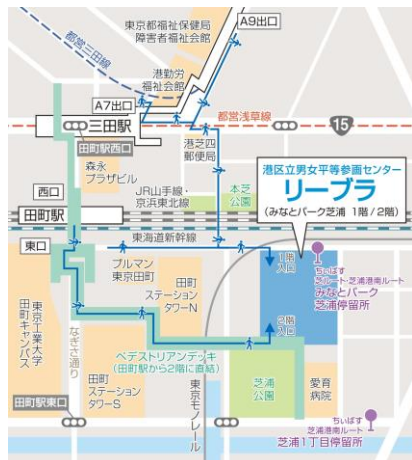 東京都福祉保健局
障害者福祉会館
A9出口
都営三田線
港勤労
福祉会館
A7出口
三田駅
都営浅草線
15
田町駅西口
港芝四
郵便局
森永
プラザビル
港区立男女平等参画センター
リーブラ
(みなとパーク芝浦 1階/2階)
西口
JR山手線・
京浜東北線
本芝
公園
田町駅
東海道新幹線
東口
1階
入口
ちぃばす
芝ルート・芝浦港南ルート
みなとパーク
芝浦停留所
プルマン
東京田町
田町
ステーション
タワーN
2階
入口
東京工業大学
田町キャンパス
なぎさ通り
ペデストリアンデッキ
(田町駅から2階に直結)
田町
ステーション
タワーS
東京モノレール
芝浦
公園
愛育
病院
田町駅東口
ちぃばす
芝浦港南ルート
芝浦1丁目停留所